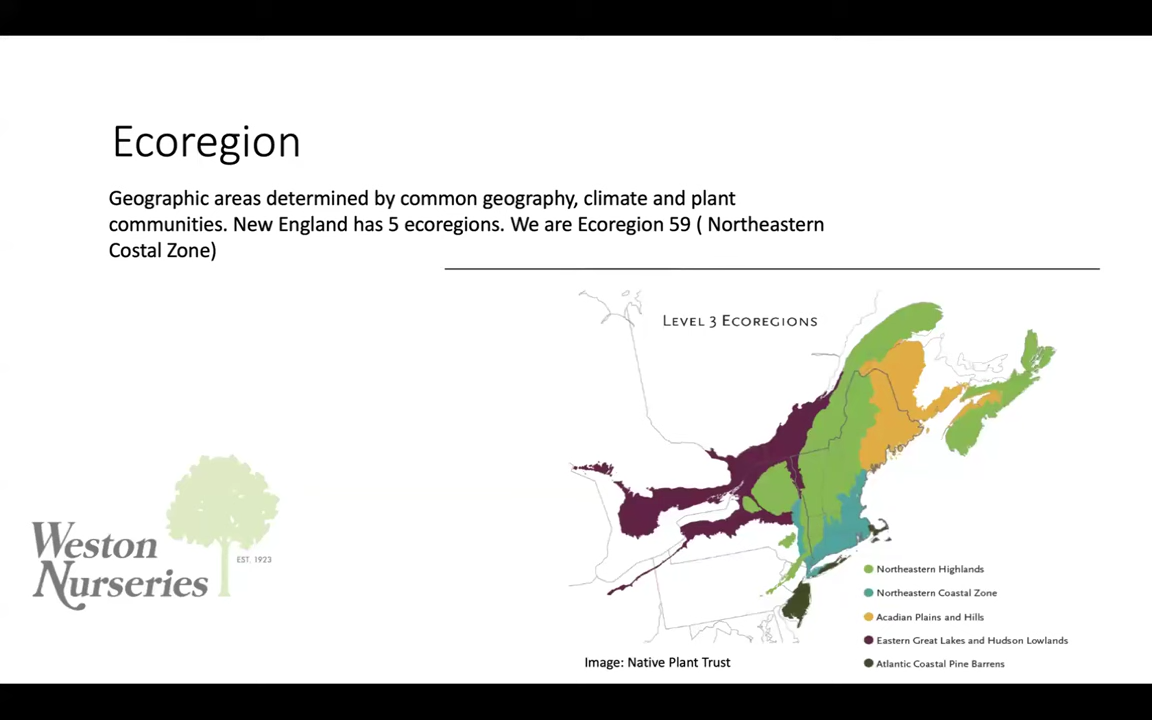 Ecoregion
Geographic areas determined by common geography, climate and plant
communities. New England has 5 ecoregions. We are Ecoregion 59 ( Northeastern
Costal Zone)
Level 3 Ecoregions
Weston
Nurseries
EST. 1923
Northeastern Highlands
Northeastern Coastal Zone
Acadian Plains and Hills
Eastern Great Lakes and Hudson Lowlands
Atlantic Coastal Pine Barrens
Image: Native Plant Trust